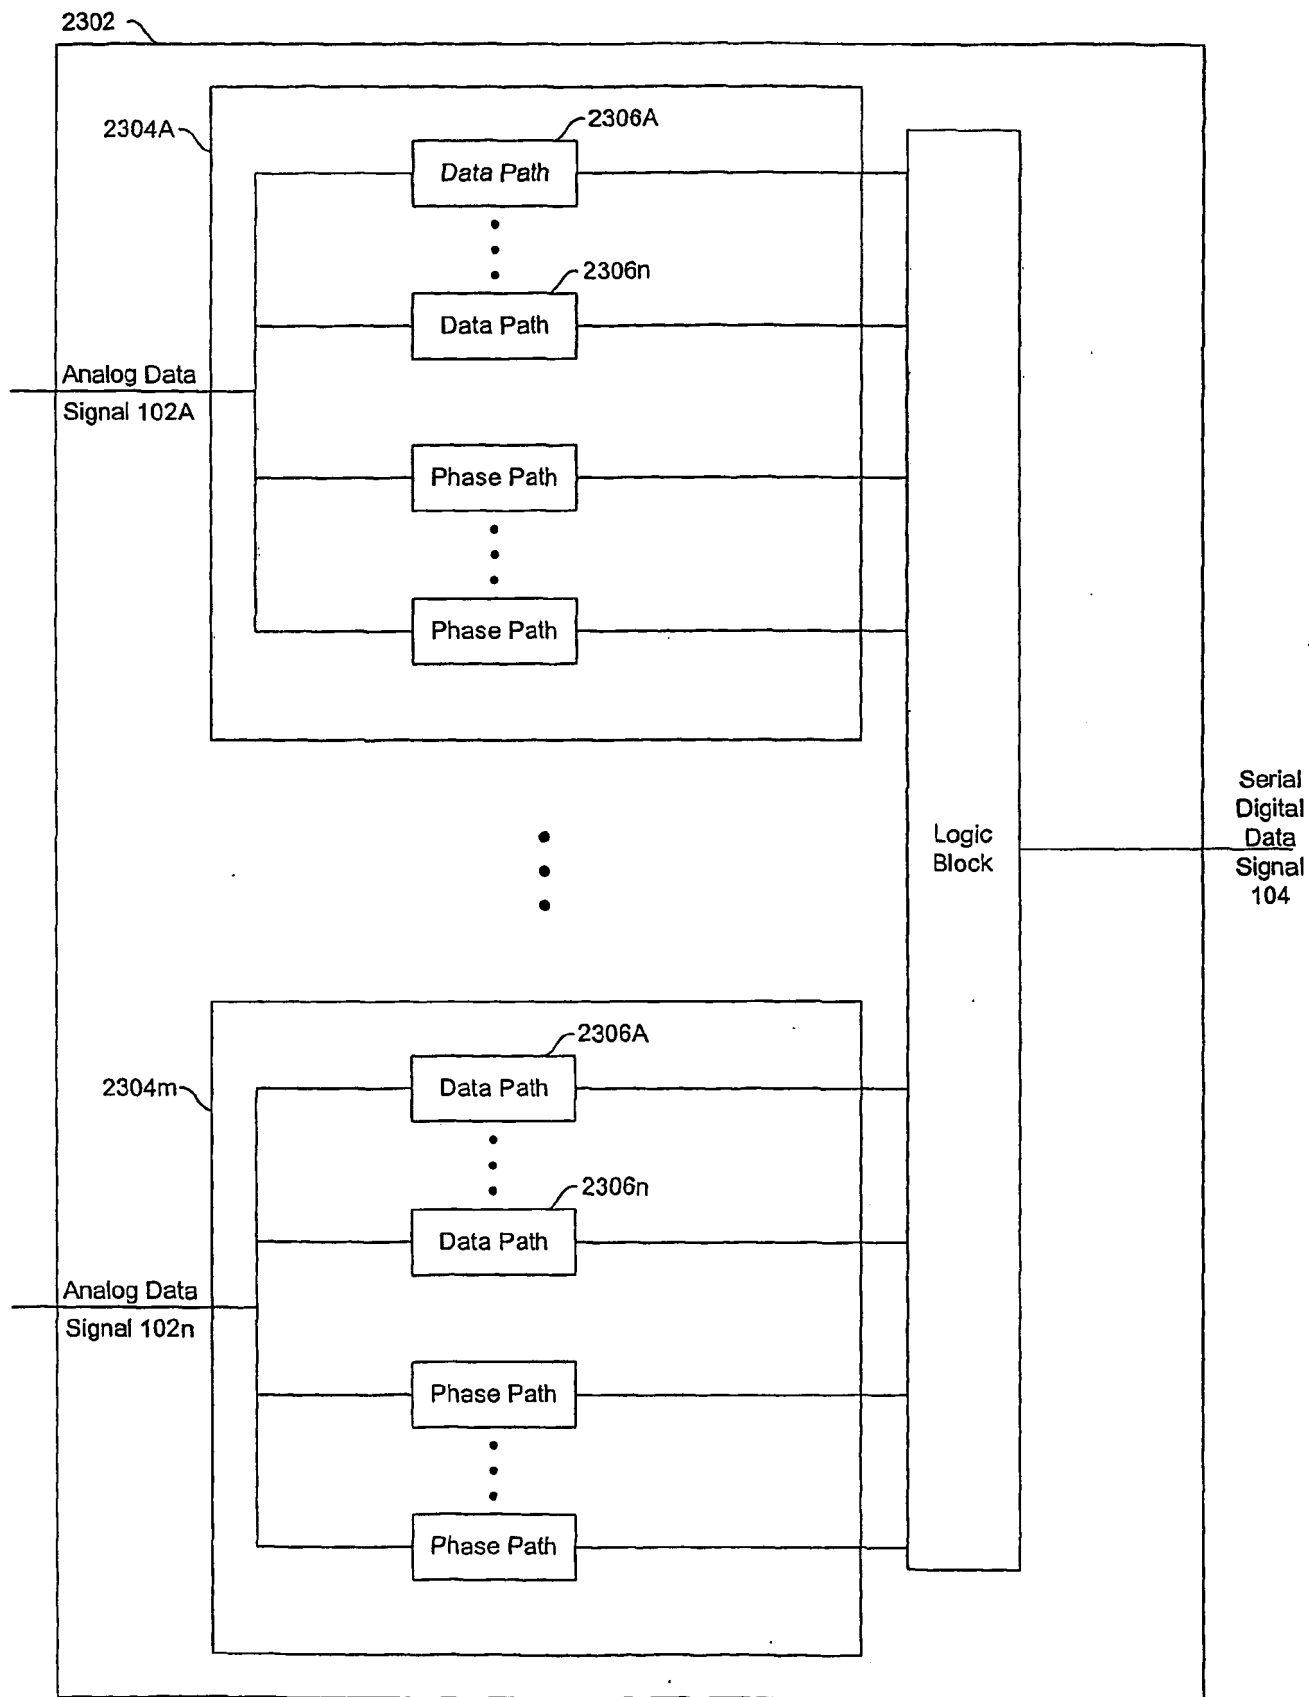 2302
2304A
2306A
Data Path
2306n
Data Path
Analog Data
Signal 102A
Phase Path
Phase Path
Serial
Digital
Data
Signal
104
Logic
Block
2306A
2304m
Data Path
2306n
Data Path
Analog Data
Signal 102n
Phase Path
Phase Path